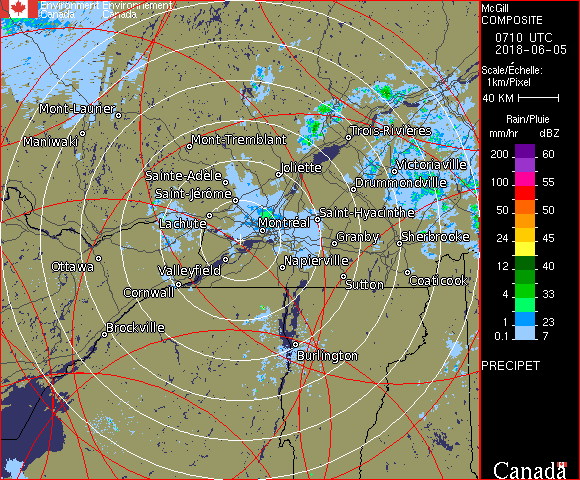 Environment Environnement
Canada Canada
McGill
COMPOSITE
0710 UTC
2018-06-05
Scale/Échelle:
1km/Pixel
40 KM
Rain/Pluie
mm/hr dBZ
200 60
100 55
50 50
24 45
12 40
4 33
1 23
0.1 7
PRECIPET
Canada
Mont-Laurier
Maniwaki
Mont-Tremblant
Trois-Rivières
Sainte-Adèle
Joliette
Victoriaville
Saint-Jérôme
Drummondville
Lachute
Montréal
Saint-Hyacinthe
Granby
Sherbrooke
Ottawa
Valleyfield
Napierville
Cornwall
Sutton
Coaticook
Brockville
Burlington